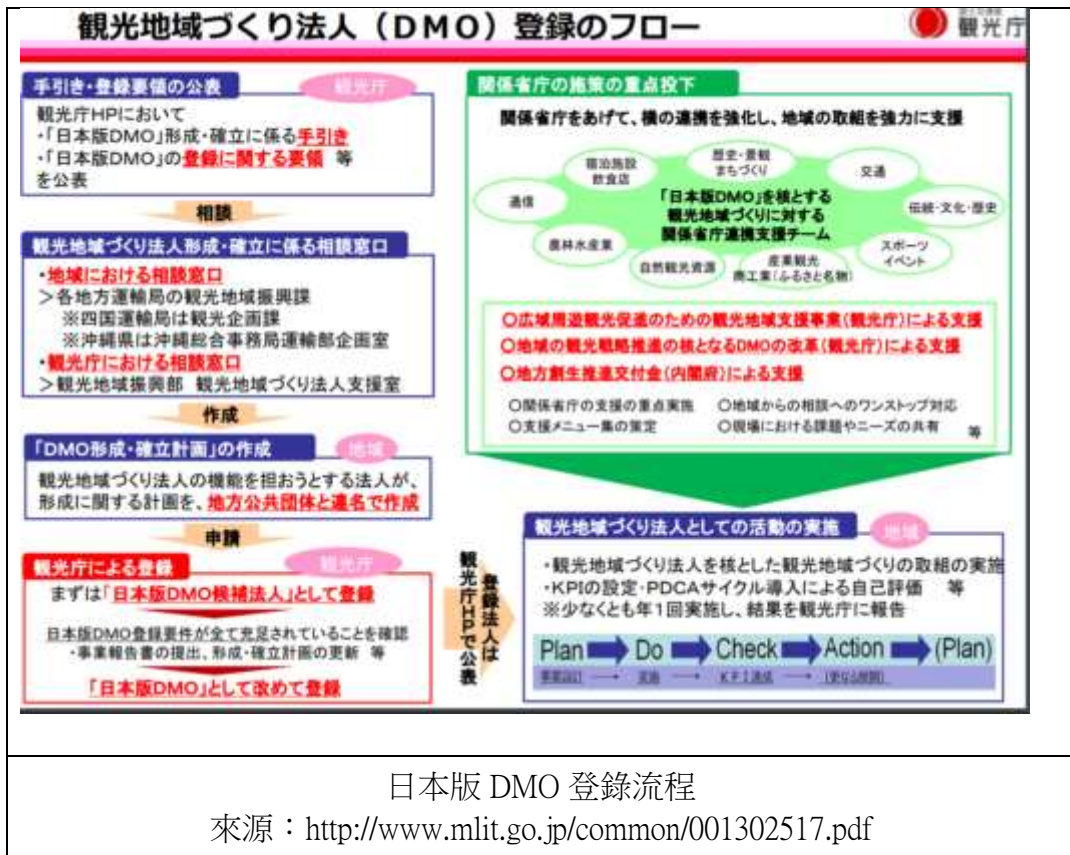 観光地域づくり法人（DMO）登録のフロー
観光庁
手引き・登録要領の公表
観光庁
観光庁HPにおいて
・「日本版DMO」形成・確立に係る手引き
・「日本版DMO」の登録に関する要領 等
を公表
相談
観光地域づくり法人形成・確立に係る相談窓口
・地域における相談窓口
＞各地方運輸局の観光地域振興課
※四国運輸局は観光企画課
※沖縄県は沖縄総合事務局運輸部企画室
・観光庁における相談窓口
＞観光地域振興部 観光地域づくり法人支援室
作成
「DMO形成・確立計画」の作成
地域
観光地域づくり法人の機能を担おうとする法人が、
形成に関する計画を、地方公共団体と連名で作成
申請
観光庁による登録
観光庁
まずは「日本版DMO候補法人」として登録
日本版DMO登録要件が全て充足されていることを確認
・事業報告書の提出、形成・確立計画の更新 等
「日本版DMO」として改めて登録
登録法人は
観光庁HPで公表
関係省庁の施策の重点投下
関係省庁をあげて、横の連携を強化し、地域の取組を強力に支援
宿泊施設
飲食店
歴史・景観
まちづくり
交通
通信
「日本版DMO」を核とする
観光地域づくりに対する
関係省庁連携支援チーム
伝統・文化・歴史
農林水産業
自然観光資源
産業観光
商工業（ふるさと名物）
スポーツ
イベント
○広域周遊観光促進のための観光地域支援事業（観光庁）による支援
○地域の観光戦略推進の核となるDMOの改革（観光庁）による支援
○地方創生推進交付金（内閣府）による支援
○関係省庁の支援の重点実施 ○地域からの相談へのワンストップ対応
○支援メニュー集の策定 ○現場における課題やニーズの共有 等
観光地域づくり法人としての活動の実施
地域
・観光地域づくり法人を核とした観光地域づくりの取組の実施
・KPIの設定・PDCAサイクル導入による自己評価 等
※少なくとも年1回実施し、結果を観光庁に報告
Plan Do Check Action (Plan)
実施 KPI達成
日本版 DMO 登錄流程
來源：http://www.mlit.go.jp/common/001302517.pdf